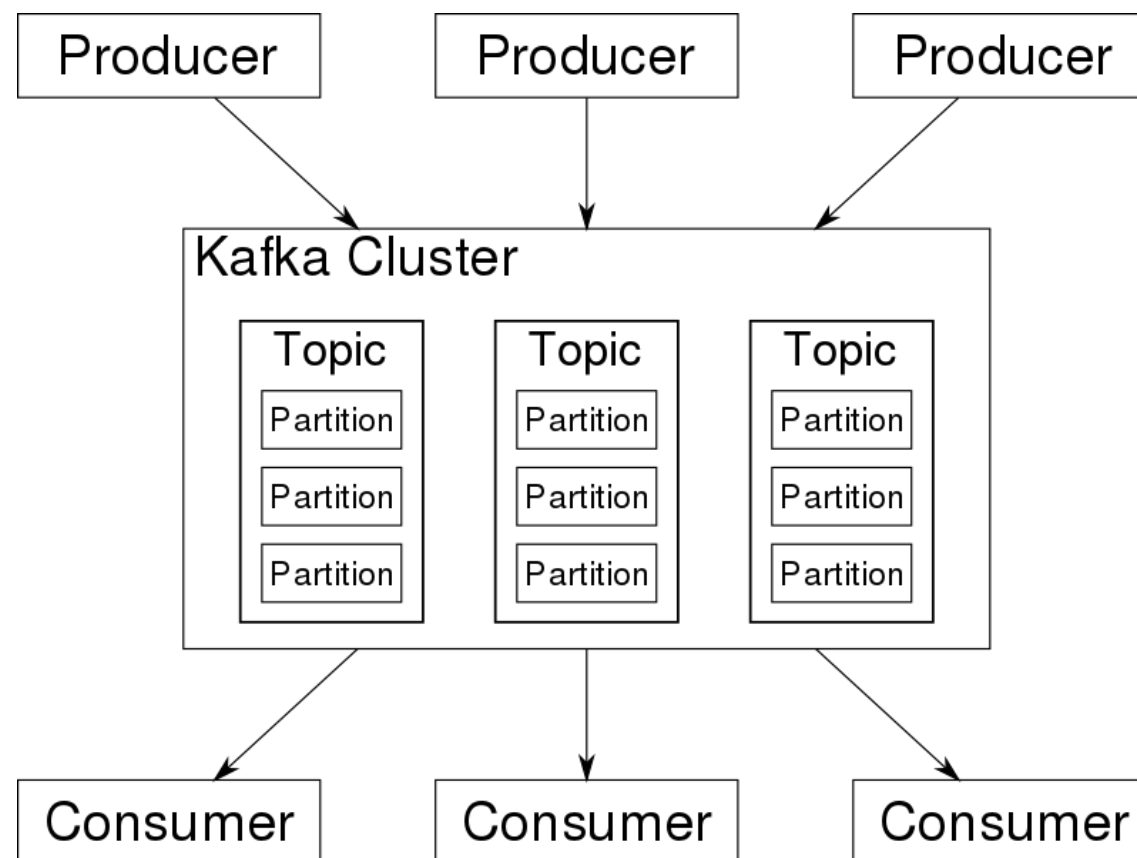 Producer Producer Producer
Kafka Cluster
Topic Topic Topic
Partition Partition Partition
Partition Partition Partition
Partition Partition Partition
Consumer Consumer Consumer